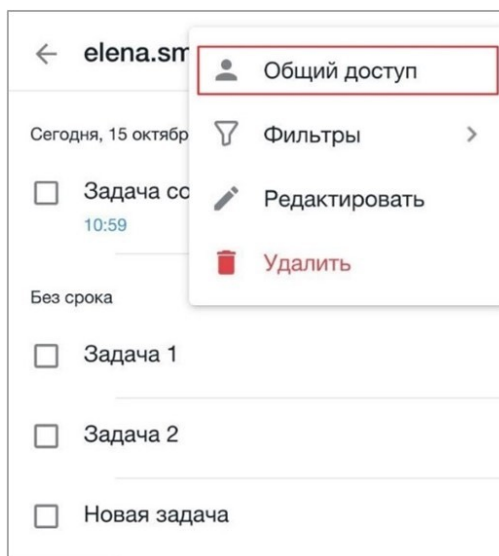 elena.sm
Общий доступ
Сегодня, 15 октябр
Фильтры
Задача со
10:59
Редактировать
Удалить
Без срока
Задача 1
Задача 2
Новая задача